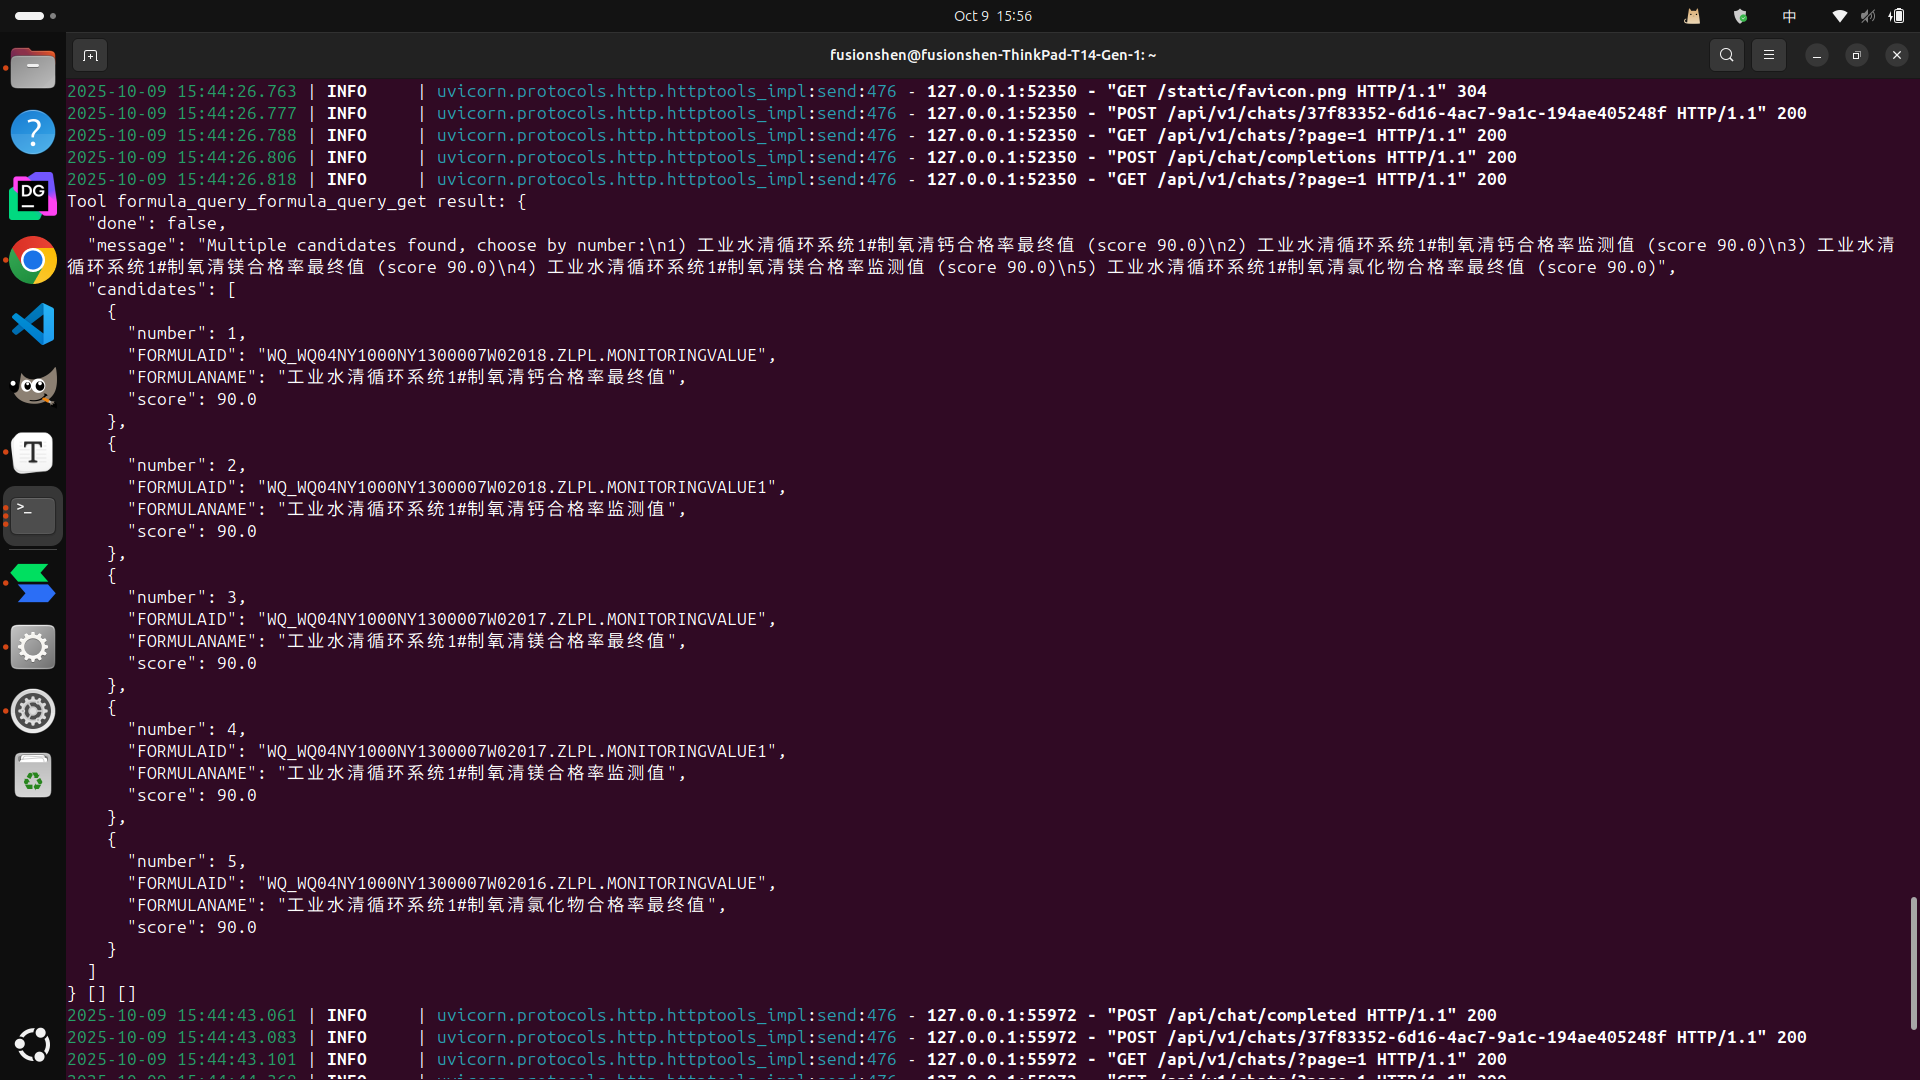 Oct 9 15:56
中
fusionshen@fusionshen-ThinkPad-T14-Gen-1: ~
DG
T
>_
2025-10-09 15:44:26.763 | INFO     | uvicorn.protocols.http.httptools_impl:send:476 - 127.0.0.1:52350 - "GET /static/favicon.png HTTP/1.1" 304
2025-10-09 15:44:26.777 | INFO     | uvicorn.protocols.http.httptools_impl:send:476 - 127.0.0.1:52350 - "POST /api/v1/chats/37f83352-6d16-4ac7-9a1c-194ae405248f HTTP/1.1" 200
2025-10-09 15:44:26.788 | INFO     | uvicorn.protocols.http.httptools_impl:send:476 - 127.0.0.1:52350 - "GET /api/v1/chats/?page=1 HTTP/1.1" 200
2025-10-09 15:44:26.806 | INFO     | uvicorn.protocols.http.httptools_impl:send:476 - 127.0.0.1:52350 - "POST /api/chat/completions HTTP/1.1" 200
2025-10-09 15:44:26.818 | INFO     | uvicorn.protocols.http.httptools_impl:send:476 - 127.0.0.1:52350 - "GET /api/v1/chats/?page=1 HTTP/1.1" 200
Tool formula_query_formula_query_get result: {
  "done": false,
  "message": "Multiple candidates found, choose by number:\n1) 工业水清循环系统1#制氧清钙合格率最终值 (score 90.0)\n2) 工业水清循环系统1#制氧清钙合格率监测值 (score 90.0)\n3) 工业水清
循环系统1#制氧清镁合格率最终值 (score 90.0)\n4) 工业水清循环系统1#制氧清镁合格率监测值 (score 90.0)\n5) 工业水清循环系统1#制氧清氯化物合格率最终值 (score 90.0)",
  "candidates": [
    {
      "number": 1,
      "FORMULAID": "WQ_WQ04NY1000NY1300007W02018.ZLPL.MONITORINGVALUE",
      "FORMULANAME": "工业水清循环系统1#制氧清钙合格率最终值",
      "score": 90.0
    },
    {
      "number": 2,
      "FORMULAID": "WQ_WQ04NY1000NY1300007W02018.ZLPL.MONITORINGVALUE1",
      "FORMULANAME": "工业水清循环系统1#制氧清钙合格率监测值",
      "score": 90.0
    },
    {
      "number": 3,
      "FORMULAID": "WQ_WQ04NY1000NY1300007W02017.ZLPL.MONITORINGVALUE",
      "FORMULANAME": "工业水清循环系统1#制氧清镁合格率最终值",
      "score": 90.0
    },
    {
      "number": 4,
      "FORMULAID": "WQ_WQ04NY1000NY1300007W02017.ZLPL.MONITORINGVALUE1",
      "FORMULANAME": "工业水清循环系统1#制氧清镁合格率监测值",
      "score": 90.0
    },
    {
      "number": 5,
      "FORMULAID": "WQ_WQ04NY1000NY1300007W02016.ZLPL.MONITORINGVALUE",
      "FORMULANAME": "工业水清循环系统1#制氧清氯化物合格率最终值",
      "score": 90.0
    }
  ]
} [] []
2025-10-09 15:44:43.061 | INFO     | uvicorn.protocols.http.httptools_impl:send:476 - 127.0.0.1:55972 - "POST /api/chat/completed HTTP/1.1" 200
2025-10-09 15:44:43.083 | INFO     | uvicorn.protocols.http.httptools_impl:send:476 - 127.0.0.1:55972 - "POST /api/v1/chats/37f83352-6d16-4ac7-9a1c-194ae405248f HTTP/1.1" 200
2025-10-09 15:44:43.101 | INFO     | uvicorn.protocols.http.httptools_impl:send:476 - 127.0.0.1:55972 - "GET /api/v1/chats/?page=1 HTTP/1.1" 200